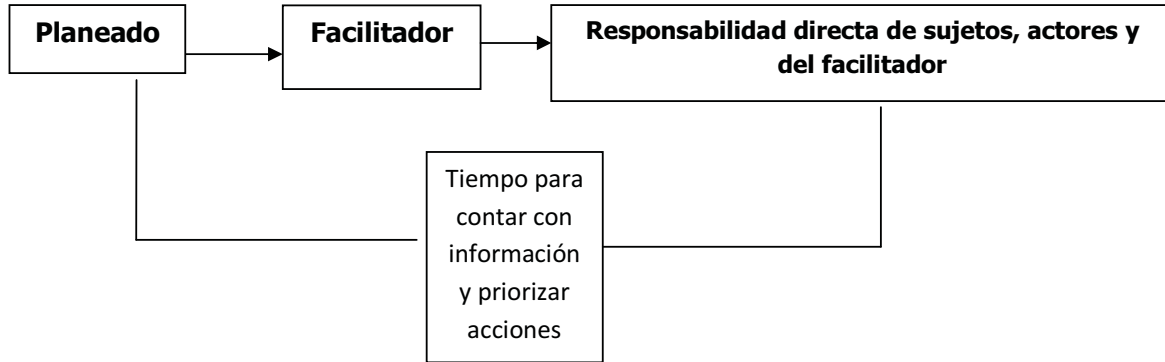 Planeado
Facilitador
Responsabilidad directa de sujetos, actores y
del facilitador
Tiempo para
contar con
información
y priorizar
acciones